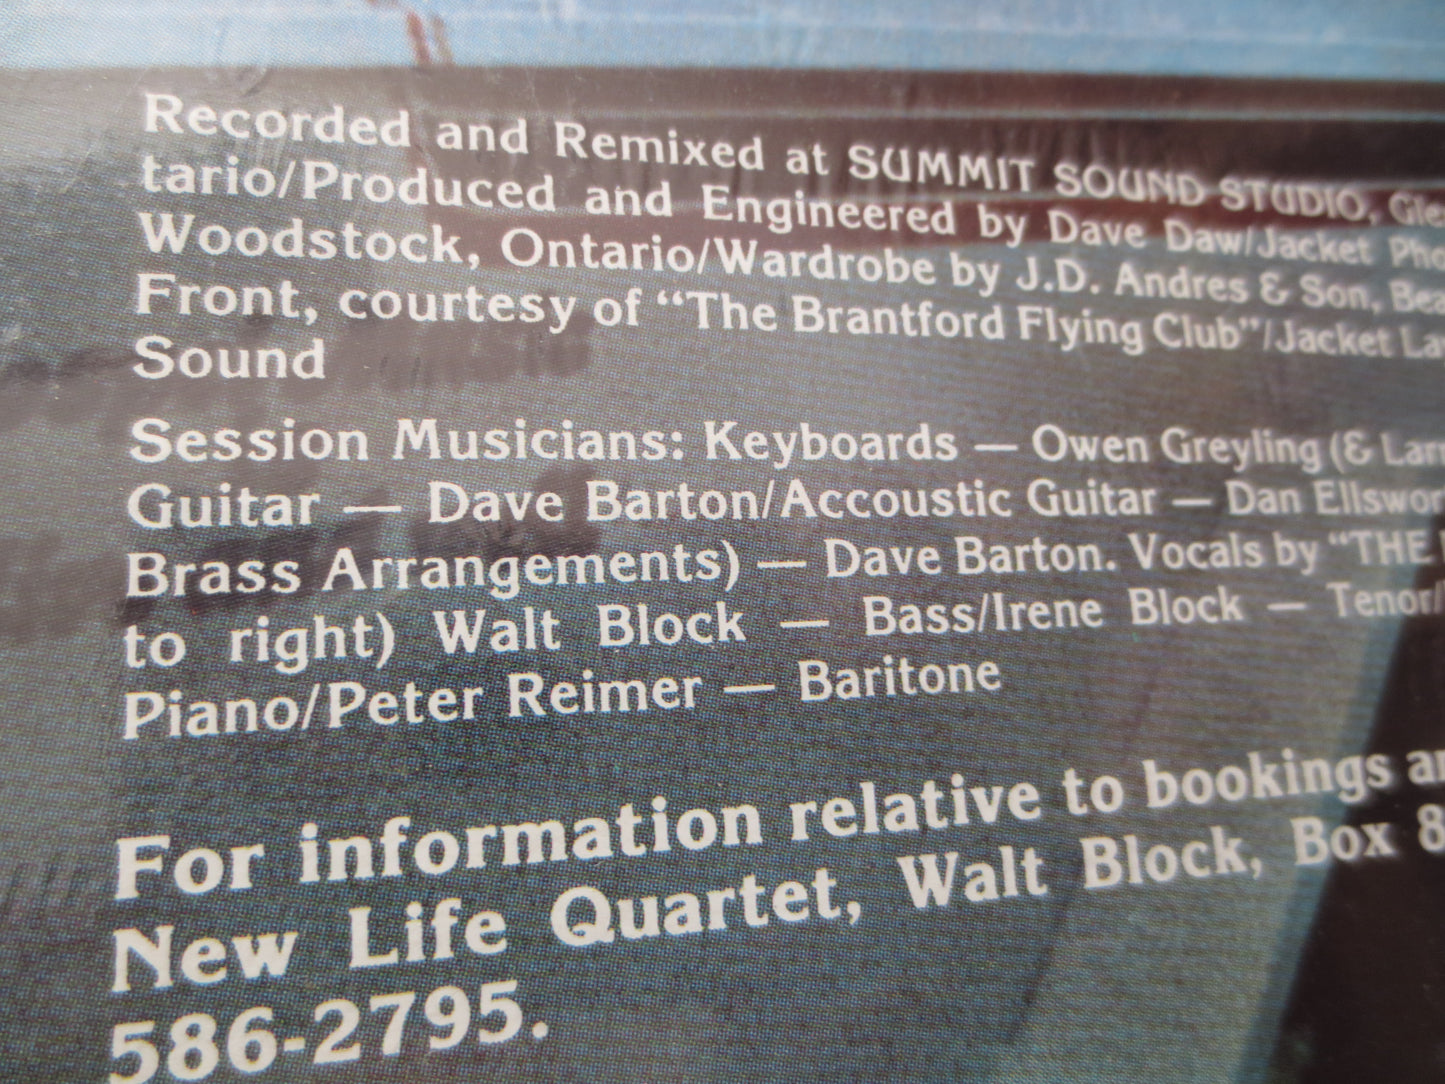 Recorded and Remixed at SUMMIT SOUND STUDIO,
tario/Produced and Engineered by Dave Daw/Jacket
Woodstock, Ontario/Wardrobe by J.D. Andres & Son,
Front, courtesy of “The Brantford Flying Club”/Jacket
Sound
Session Musicians: Keyboards — Owen Greyling (&
Guitar — Dave Barton/Accoustic Guitar — Dan
Brass Arrangements) — Dave Barton. Vocals by “THE
to right) Walt Block — Bass/Irene Block — Tenor/
Piano/Peter Reimer — Baritone
For information relative to bookings
New Life Quartet, Walt Block, Box
586-2795.